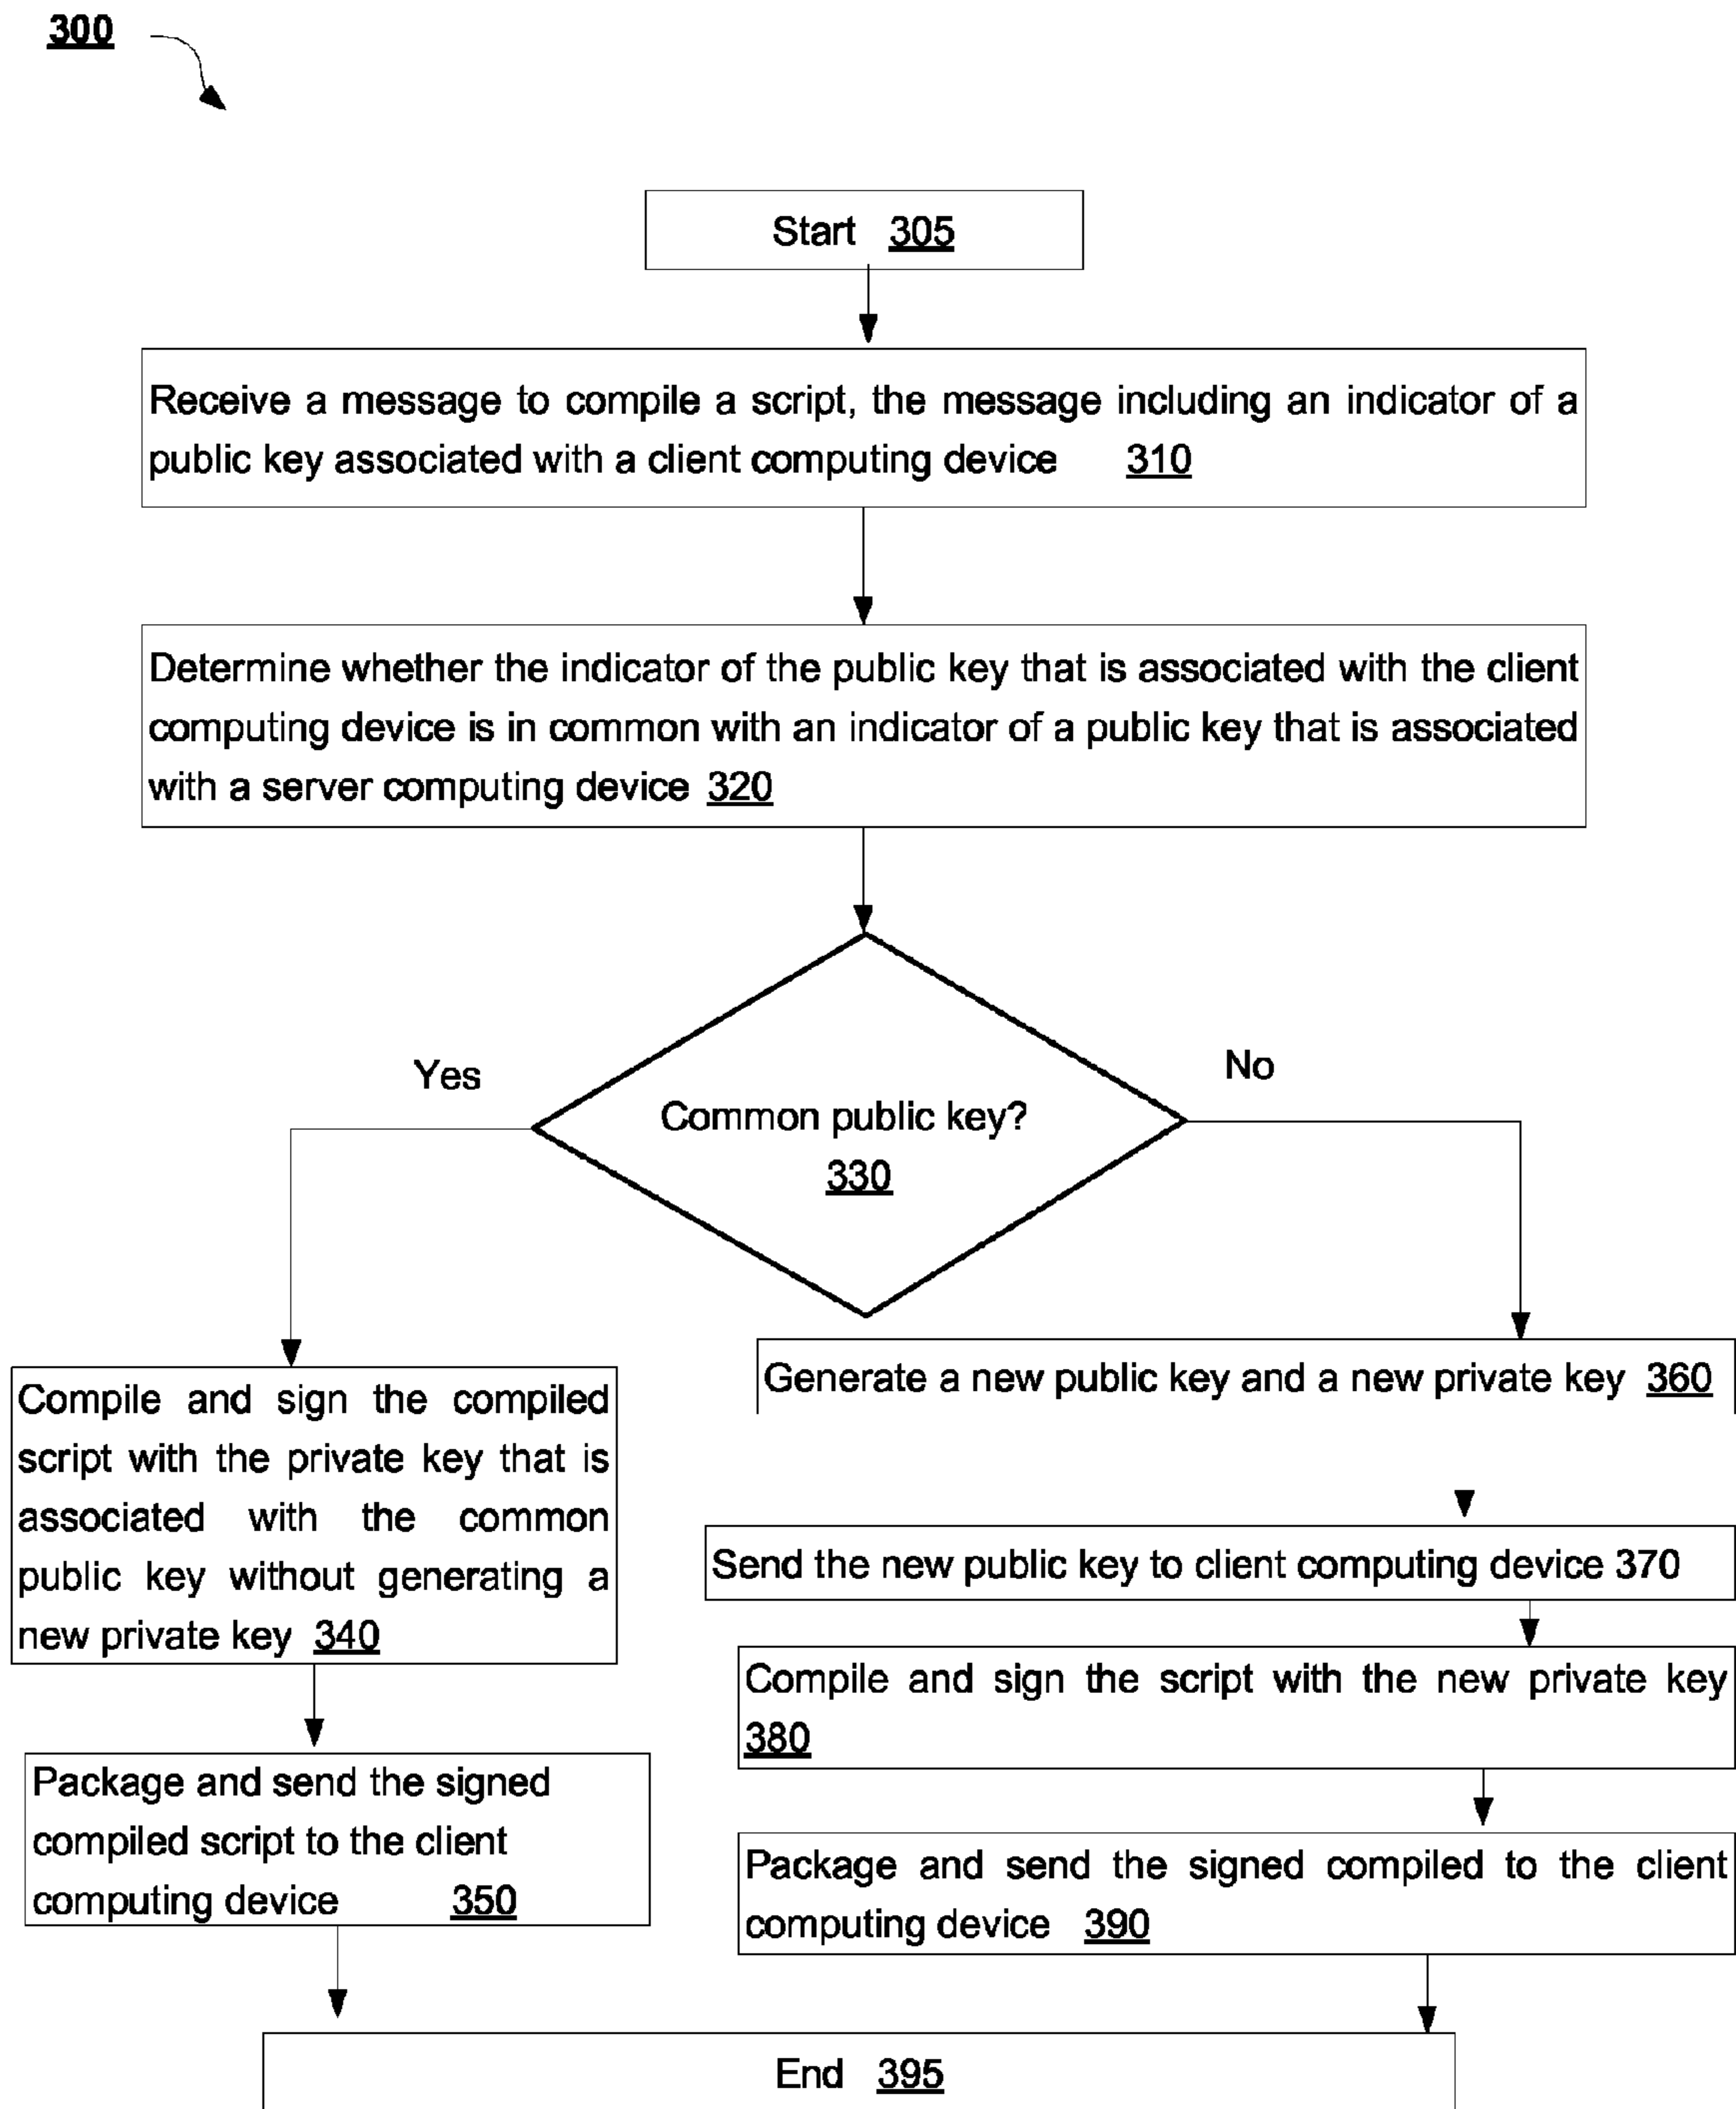 300
Start 305
Receive a message to compile a script, the message including an indicator of a
public key associated with a client computing device 310
Determine whether the indicator of the public key that is associated with the client
computing device is in common with an indicator of a public key that is associated
with a server computing device 320
Yes
No
Common public key?
330
Compile and sign the compiled
script with the private key that is
associated with the common
public key without generating a
new private key 340
Package and send the signed
compiled script to the client
computing device 350
Generate a new public key and a new private key 360
Send the new public key to client computing device 370
Compile and sign the script with the new private key
380
Package and send the signed compiled to the client
computing device 390
End 395